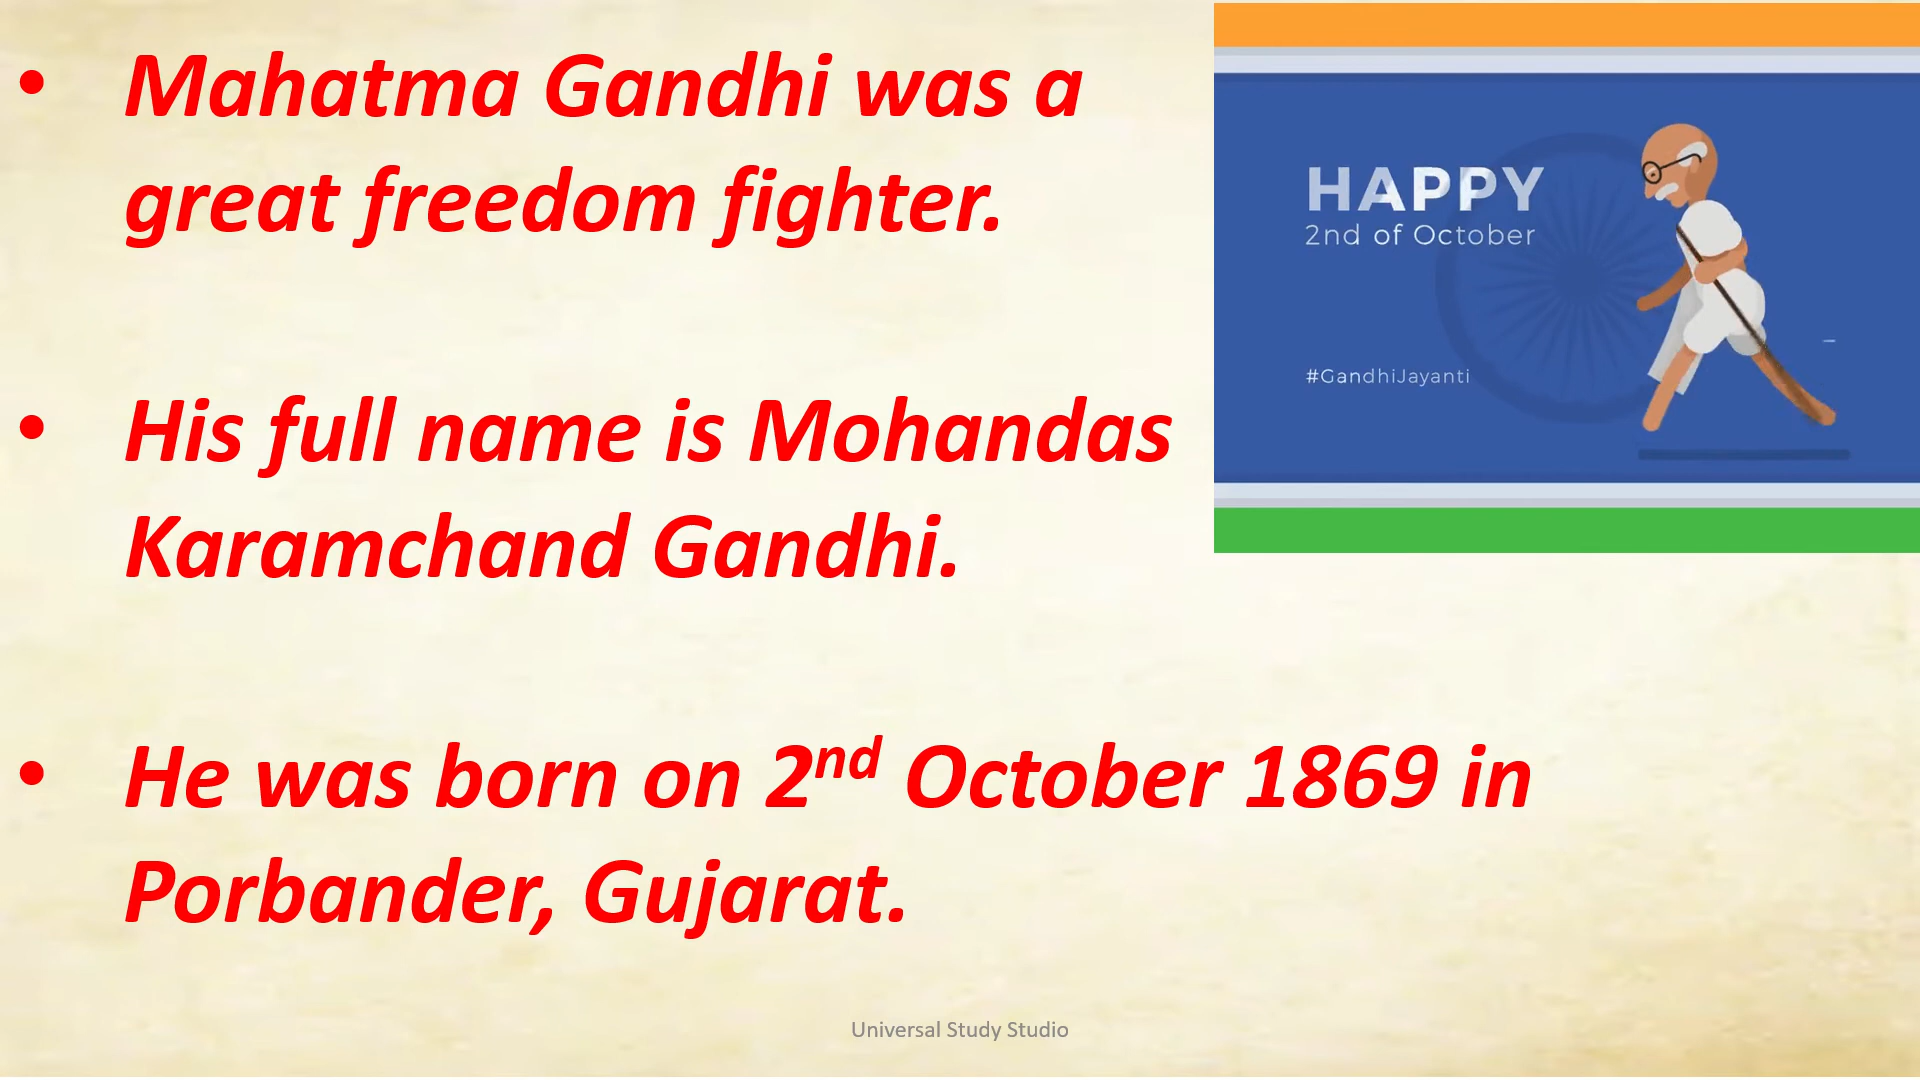 • Mahatma Gandhi was a
great freedom fighter.
• His full name is Mohandas
Karamchand Gandhi.
• He was born on 2nd October 1869 in
Porbander, Gujarat.
HAPPY
2nd of October
#GandhiJayanti
Universal Study Studio